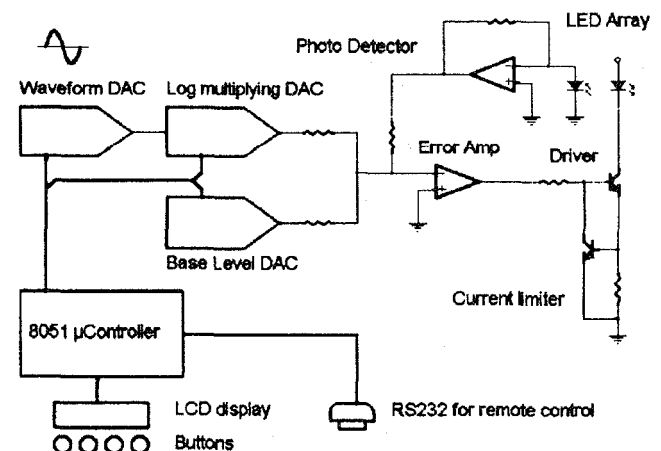 LED Array
Photo Detector
Waveform DAC
Log multiplying DAC
Error Amp
Driver
Base Level DAC
Current limiter
8051 µController
LCD display
RS232 for remote control
Buttons